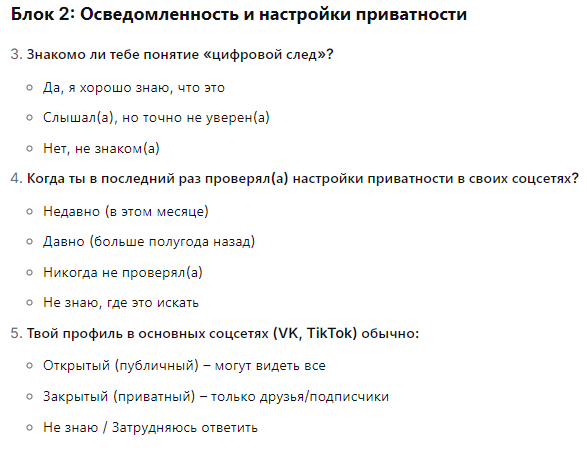 Блок 2: Осведомленность и настройки приватности
3. Знакомо ли тебе понятие «цифровой след»?
Да, я хорошо знаю, что это
Слышал(а), но точно не уверен(а)
Нет, не знаком(а)
4. Когда ты в последний раз проверял(а) настройки приватности в своих соцсетях?
Недавно (в этом месяце)
Давно (больше полугода назад)
Никогда не проверял(а)
Не знаю, где это искать
5. Твой профиль в основных соцсетях (VK, TikTok) обычно:
Открытый (публичный) – могут видеть все
Закрытый (приватный) – только друзья/подписчики
Не знаю / Затрудняюсь ответить